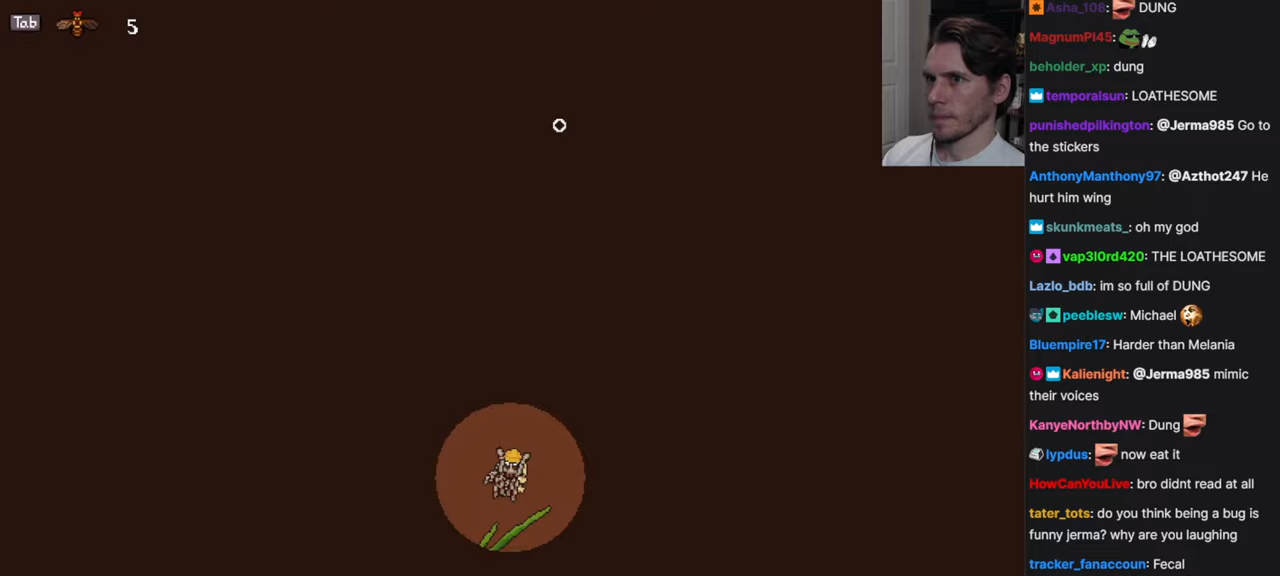 Tab 5
Asha_108: DUNG
MagnumPI45:
beholder_xp: dung
temporalsun: LOATHESOME
punishedpilkington: @Jerma985 Go to
the stickers
AnthonyManthony97: @Azthot247 He
hurt him wing
skunkmeats_: oh my god
vap3l0rd420: THE LOATHESOME
Lazlo_bdb: im so full of DUNG
peeblesw: Michael
Bluempire17: Harder than Melania
Kalienight: @Jerma985 mimic
their voices
KanyeNorthbyNW: Dung
lypdus: now eat it
HowCanYouLive: bro didnt read at all
tater_tots: do you think being a bug is
funny jerma? why are you laughing
tracker_fanaccoun: Fecal